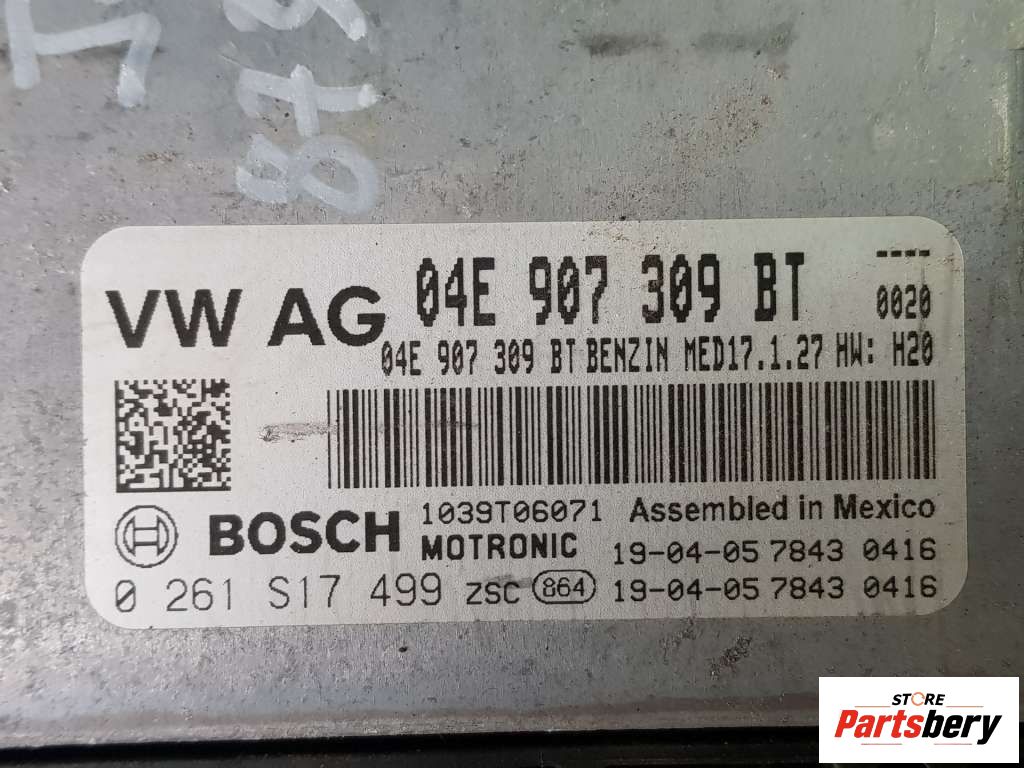 879
VW AG 04E 907 309 BT ----
0020
04E 907 309 BT BENZIN MED17.1.27 HW: H20
BOSCH 1039T06071 Assembled in Mexico
MOTRONIC 19-04-05 7843 0416
0 261 S17 499 ZSC 864 19-04-05 7843 0416
STORE
Partsbery